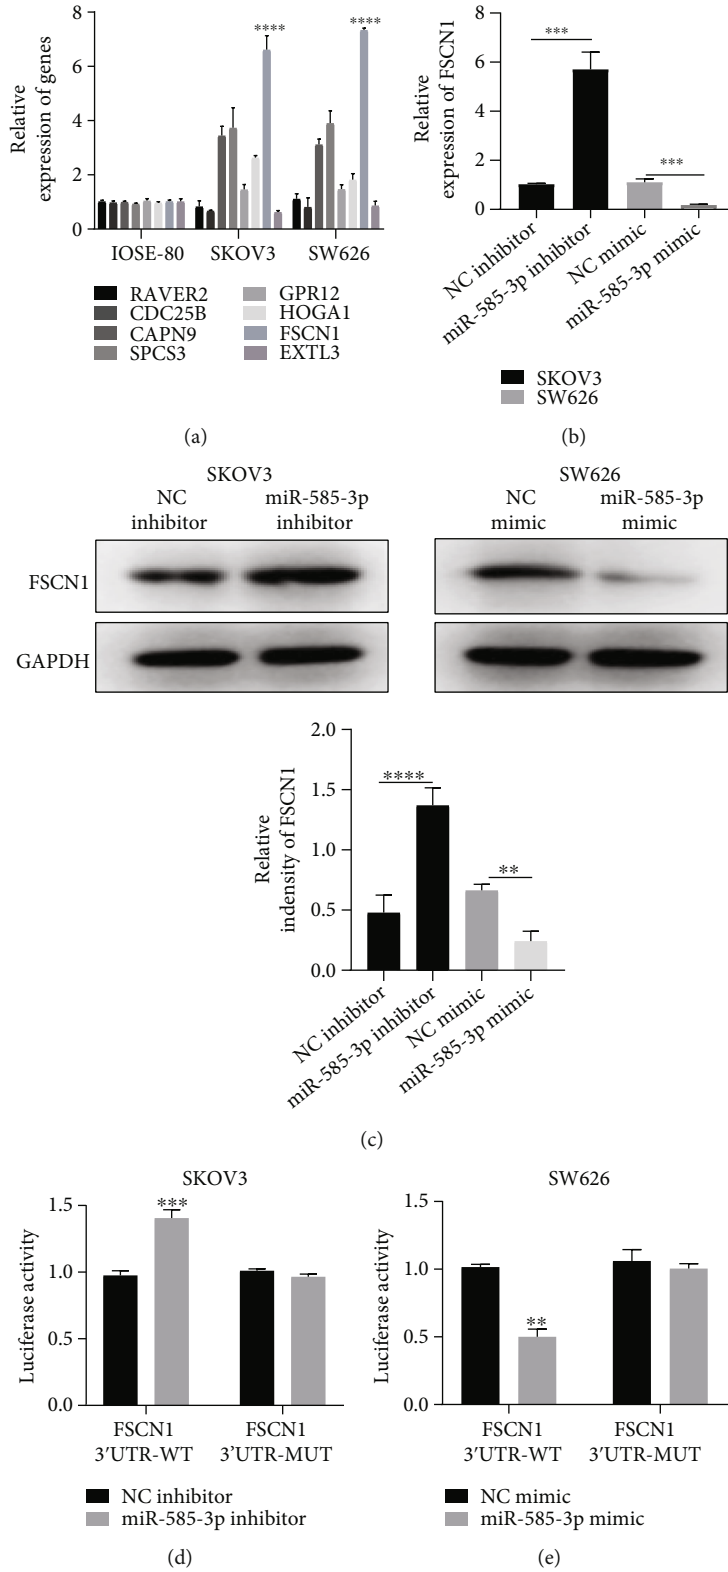 Relative
expression of genes
8
6
4
2
0
****
****
IOSE-80 SKOV3 SW626
RAVER2
CDC25B
CAPN9
SPCS3
GPR12
HOGA1
FSCN1
EXTL3
(a)
Relative
expression of FSCN1
8
6
4
2
0
***
***
NC inhibitor
miR-585-3p inhibitor
NC mimic
miR-585-3p mimic
SKOV3
SW626
(b)
SKOV3
NC
inhibitor
miR-585-3p
inhibitor
SW626
NC
mimic
miR-585-3p
mimic
FSCN1
GAPDH
Relative
indensity of FSCN1
2.0
1.5
1.0
0.5
0.0
****
**
NC inhibitor
miR-585-3p inhibitor
NC mimic
miR-585-3p mimic
(c)
SKOV3
Luciferase activity
1.5
1.0
0.5
0.0
***
FSCN1
3'UTR-WT
FSCN1
3'UTR-MUT
NC inhibitor
miR-585-3p inhibitor
(d)
SW626
Luciferase activity
1.5
1.0
0.5
0.0
**
FSCN1
3'UTR-WT
FSCN1
3'UTR-MUT
NC mimic
miR-585-3p mimic
(e)